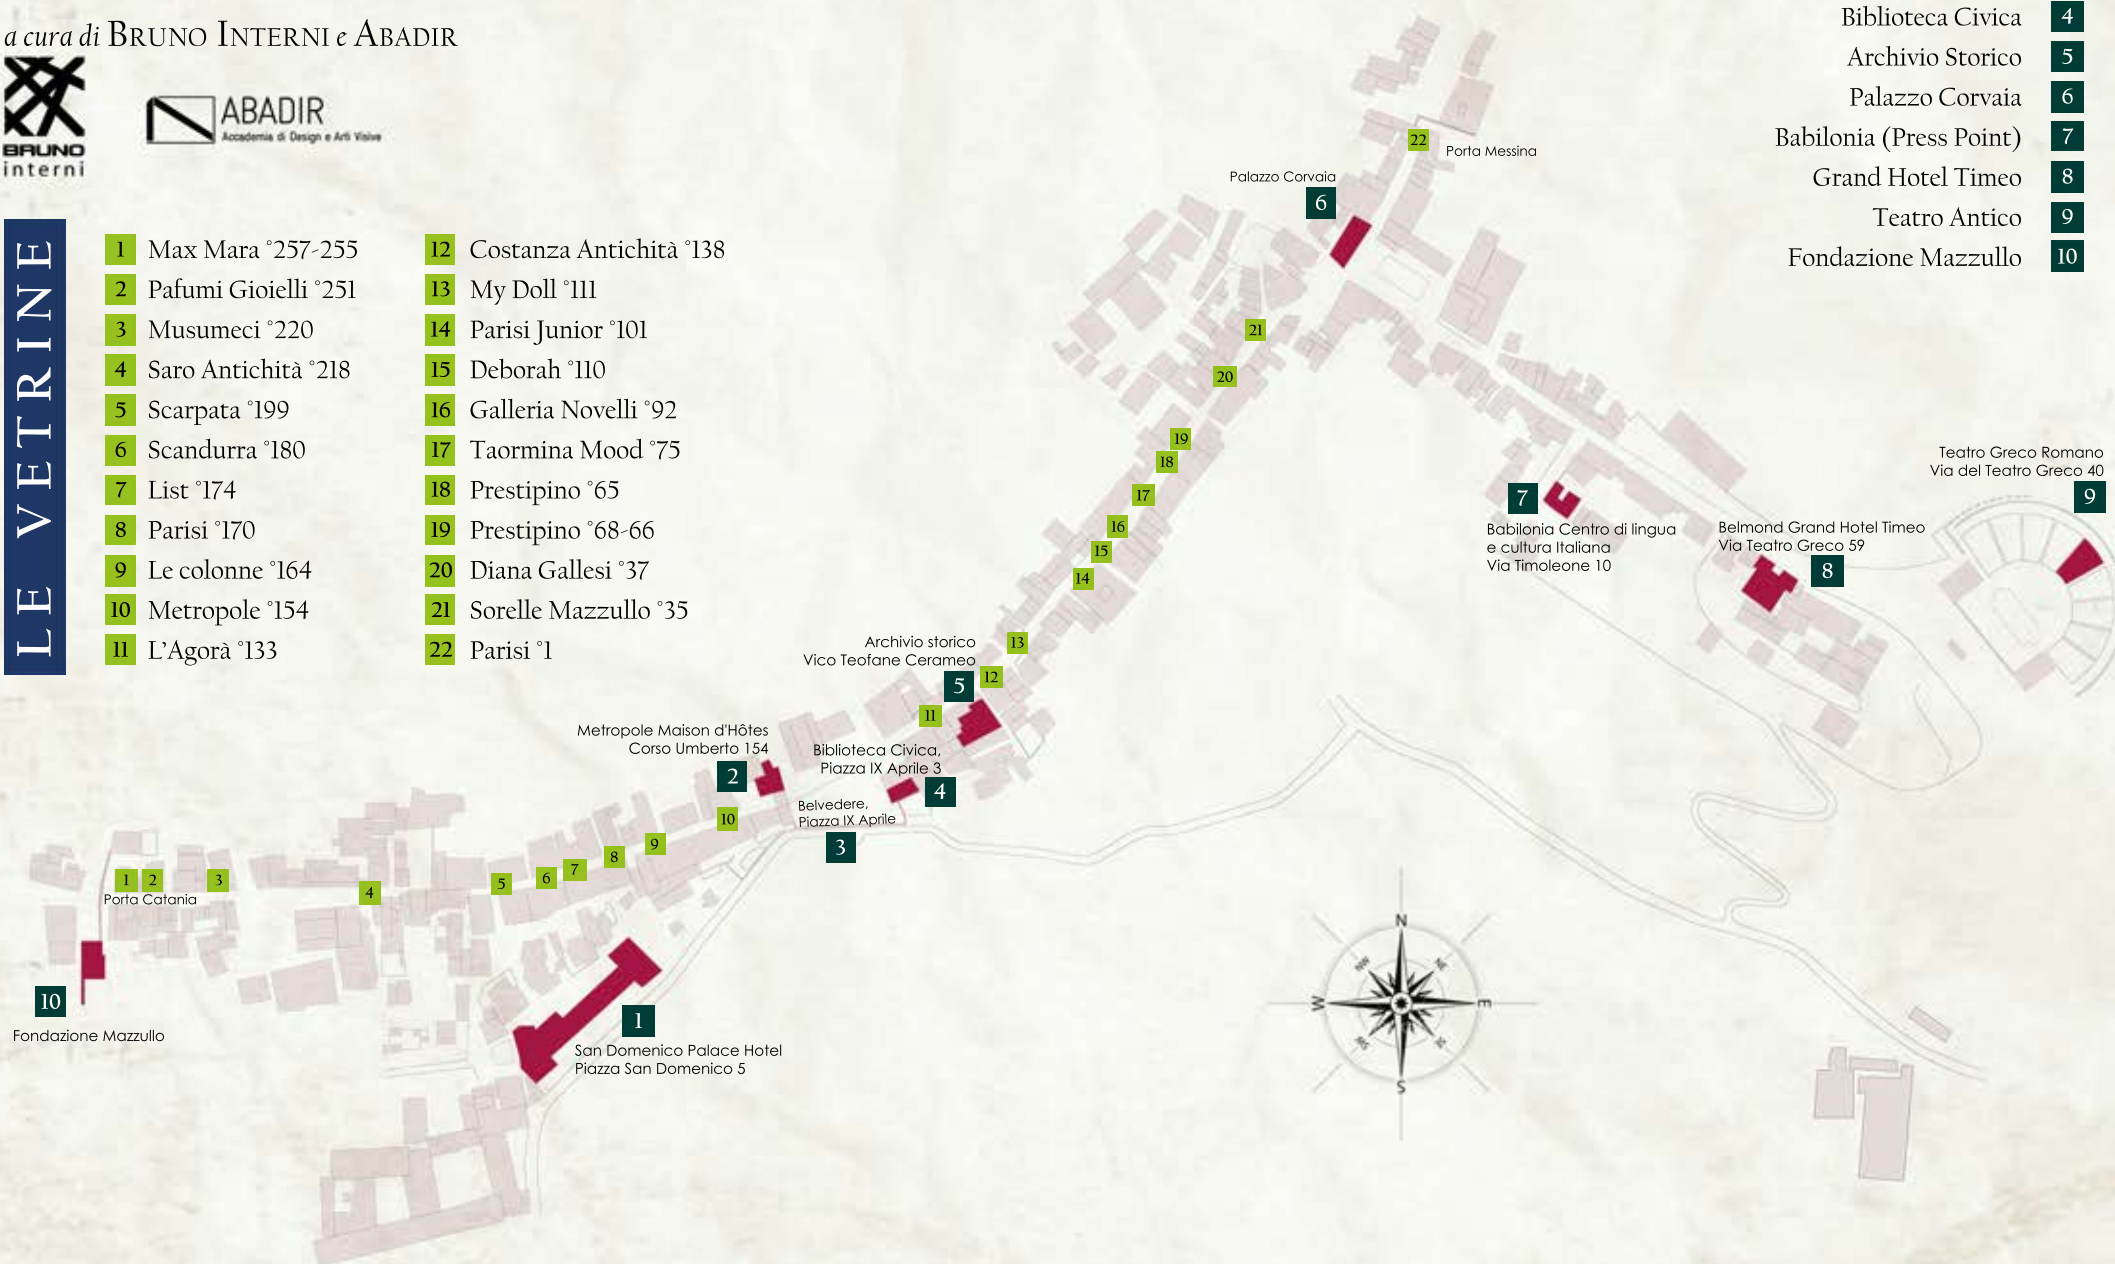 a cura di BRUNO INTERNI e ABADIR
BRUNO
interni
ABADIR
Accademia di Design e Arti Visive
LE VETRINE
1 Max Mara °257-255
2 Pafumi Gioielli °251
3 Musumeci °220
4 Saro Antichità °218
5 Scarpata °199
6 Scandurra °180
7 List °174
8 Parisi °170
9 Le colonne °164
10 Metropole °154
11 L'Agorà °133
12 Costanza Antichità °138
13 My Doll °111
14 Parisi Junior °101
15 Deborah °110
16 Galleria Novelli °92
17 Taormina Mood °75
18 Prestipino °65
19 Prestipino °68-66
20 Diana Gallesi °37
21 Sorelle Mazzullo °35
22 Parisi °1
Biblioteca Civica 4
Archivio Storico 5
Palazzo Corvaia 6
Babilonia (Press Point) 7
Grand Hotel Timeo 8
Teatro Antico 9
Fondazione Mazzullo 10
22
Porta Messina
Palazzo Corvaia
6
21
20
19
18
17
16
15
14
13
12
11
Teatro Greco Romano
Via del Teatro Greco 40
9
7
Babilonia Centro di lingua
e cultura Italiana
Via Timoleone 10
Belmond Grand Hotel Timeo
Via Teatro Greco 59
8
Archivio storico
Vico Teofane Cerameo
5
Metropole Maison d'Hôtes
Corso Umberto 154
2
Biblioteca Civica,
Piazza IX Aprile 3
4
Belvedere,
Piazza IX Aprile
3
10
9
8
7
6
5
4
3
1 2
Porta Catania
10
Fondazione Mazzullo
1
San Domenico Palace Hotel
Piazza San Domenico 5
N
NW
NE
W
E
SW
SE
S